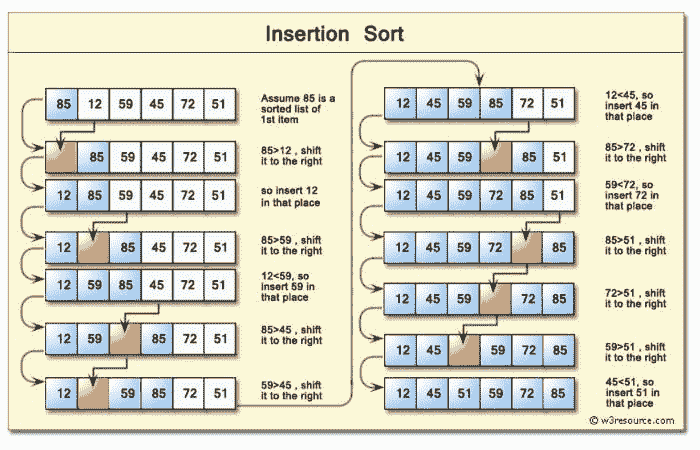 Insertion Sort
85 12 59 45 72 51
Assume 85 is a
sorted list of
1st item
85 59 45 72 51
85>12 , shift
it to the right
12 85 59 45 72 51
so insert 12
in that place
12 85 45 72 51
85>59 , shift
it to the right
12 59 85 45 72 51
12<59, so
insert 59 in
that place
12 59 85 72 51
85>45 , shift
it to the right
12 59 85 72 51
59>45 , shift
it to the right
12 45 59 85 72 51
12<45, so
insert 45 in
that place
12 45 59 85 51
85>72 , shift
it to the right
12 45 59 72 85 51
59<72, so
insert 72 in
that place
12 45 59 72 85
85>51 , shift
it to the right
12 45 59 72 85
72>51 , shift
it to the right
12 45 59 72 85
59>51 , shift
it to the right
12 45 51 59 72 85
45<51, so
insert 51 in
that place
© w3resource.com